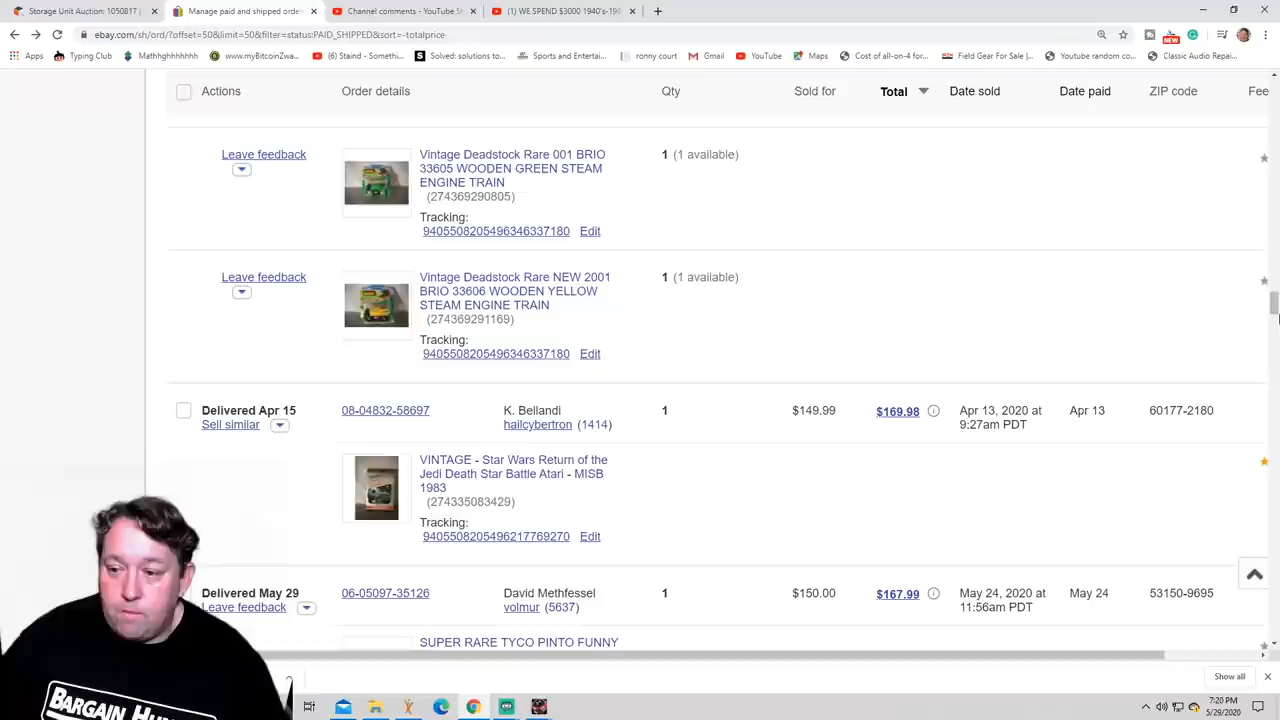 Storage Unit Auction: 1050817 |
Manage paid and shipped orders
Channel comments - YouTube St
(1) WE SPEND $3000 1940's-198
ebay.com/sh/ord/?offset=50&limit=50&filter=status:PAID_SHIPPED&sort=-totalprice
NEW
Apps
Typing Club
Mathhghhhhhhh
www.myBitcoinZwa...
(6) Staind - Somethi...
Solved: solutions to...
Sports and Entertai...
ronny court
Gmail
YouTube
Maps
Cost of all-on-4 for...
Field Gear For Sale |...
Youtube random co...
Classic Audio Repai...
Actions Order details Qty Sold for Total Date sold Date paid ZIP code Fee
Leave feedback
Vintage Deadstock Rare 001 BRIO
33605 WOODEN GREEN STEAM
ENGINE TRAIN
(274369290805)
1 (1 available)
Tracking:
9405508205496346337180 Edit
Leave feedback
Vintage Deadstock Rare NEW 2001
BRIO 33606 WOODEN YELLOW
STEAM ENGINE TRAIN
(274369291169)
1 (1 available)
Tracking:
9405508205496346337180 Edit
Delivered Apr 15
Sell similar
08-04832-58697
K. Bellandi
hailcybertron (1414)
1
$149.99
$169.98
Apr 13, 2020 at
9:27am PDT
Apr 13
60177-2180
VINTAGE - Star Wars Return of the
Jedi Death Star Battle Atari - MISB
1983
(274335083429)
Tracking:
9405508205496217769270 Edit
Delivered May 29
Leave feedback
06-05097-35126
David Methfessel
volmur (5637)
1
$150.00
$167.99
May 24, 2020 at
11:56am PDT
May 24
53150-9695
SUPER RARE TYCO PINTO FUNNY
Show all
BARGAIN
7:20 PM
5/29/2020